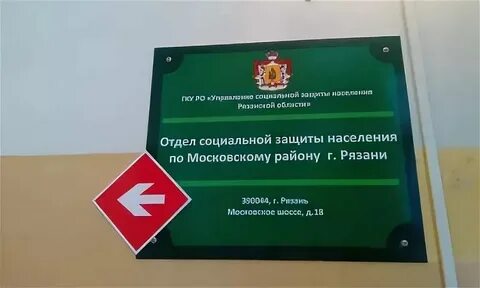 ГКУ РО «Управление социальной защиты населения
Рязанской области»
Отдел социальной защиты населения
по Московскому району г. Рязани
390044, г. Рязань
Московское шоссе, д.18